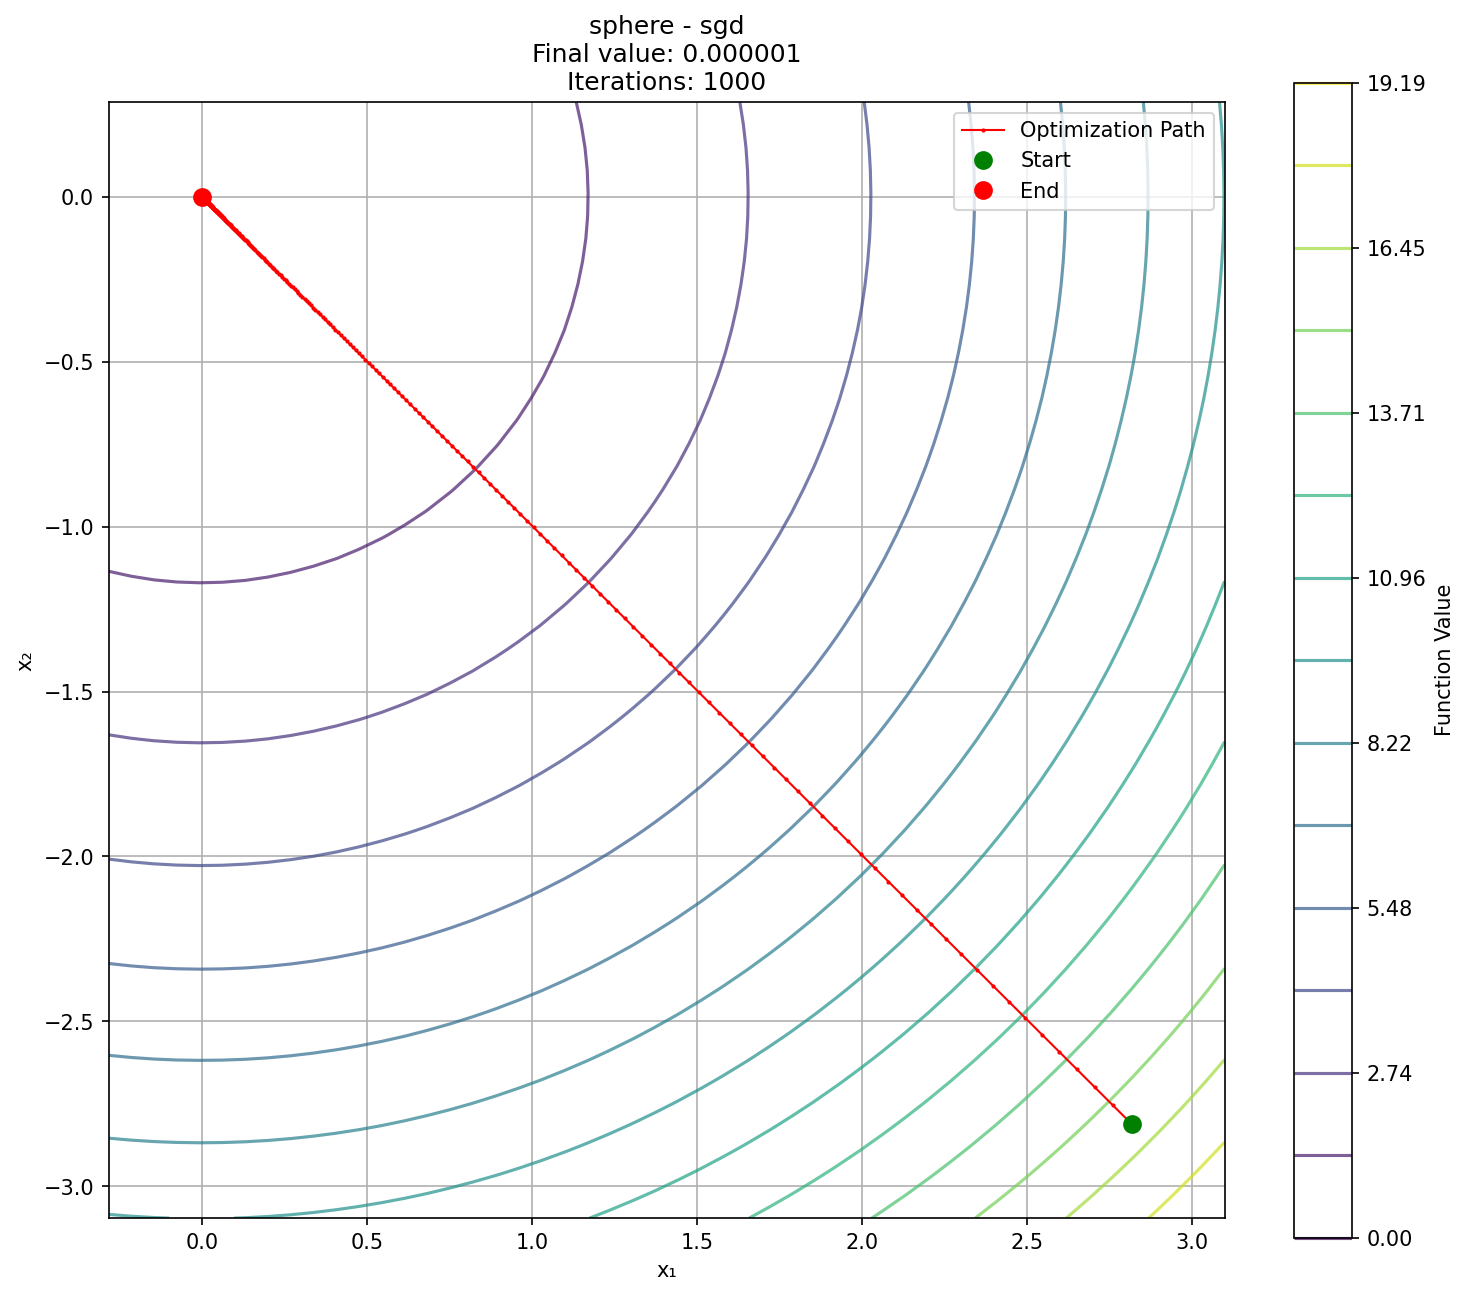 sphere - sgd
Final value: 0.000001
Iterations: 1000
Optimization Path
Start
End
0.0
−0.5
−1.0
−1.5
−2.0
−2.5
−3.0
x₂
0.0
0.5
1.0
1.5
2.0
2.5
3.0
x₁
19.19
16.45
13.71
10.96
8.22
5.48
2.74
0.00
Function Value